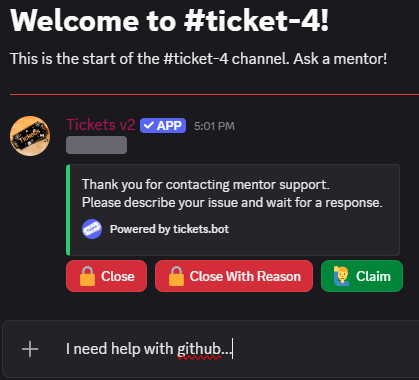 Welcome to #ticket-4!
This is the start of the #ticket-4 channel. Ask a mentor!
Tickets v2 ✓ APP 5:01 PM
Thank you for contacting mentor support.
Please describe your issue and wait for a response.
Powered by tickets.bot
Close Close With Reason Claim
I need help with github...